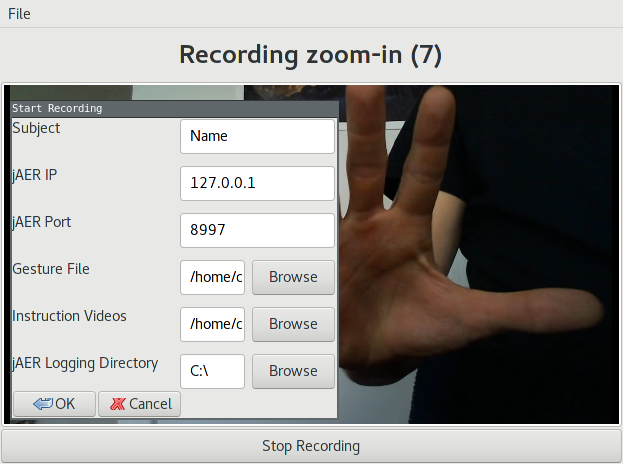 File
Recording zoom-in (7)
Start Recording
Subject Name
jAER IP 127.0.0.1
jAER Port 8997
Gesture File /home/c Browse
Instruction Videos /home/c Browse
jAER Logging Directory C:\ Browse
OK Cancel
Stop Recording